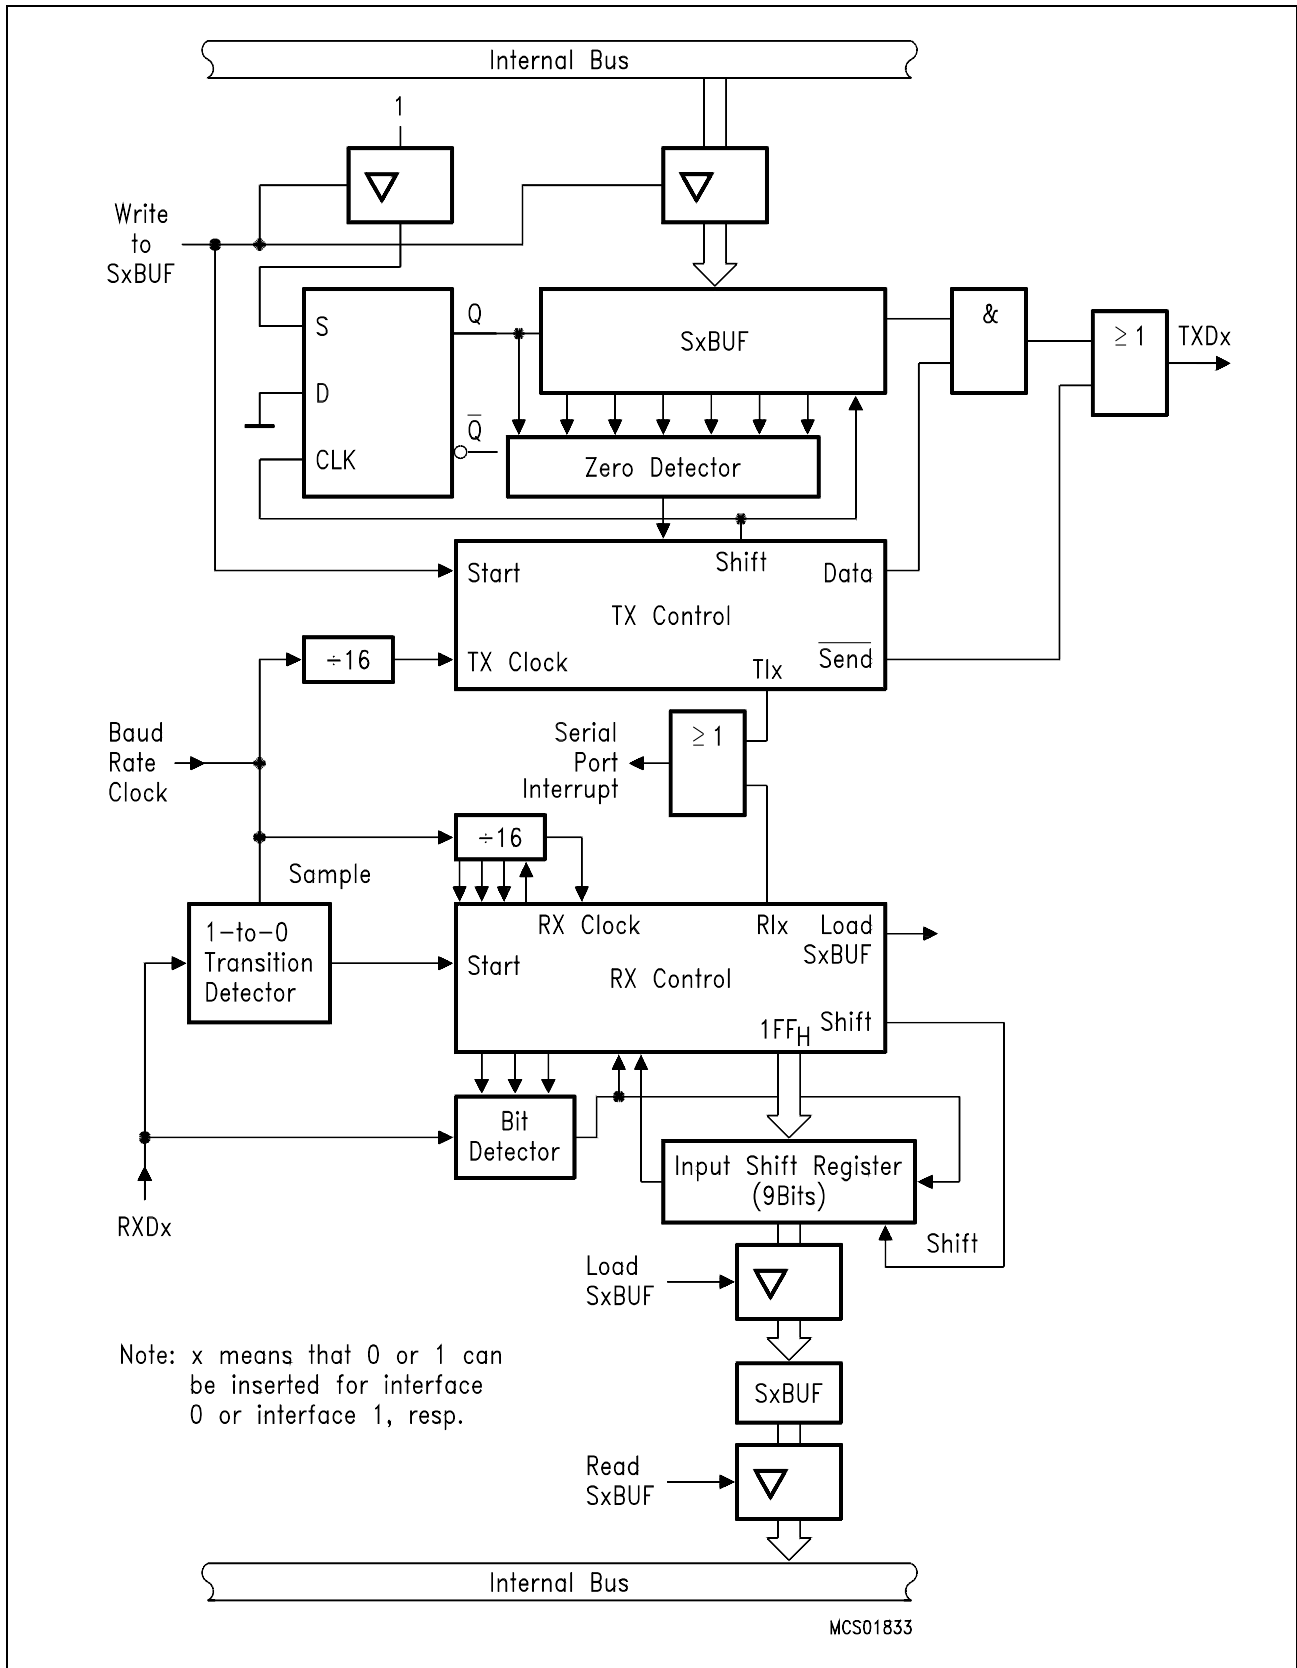 Internal Bus
1
Write
to
SxBUF
S
Q
SxBUF
&
≥1
TXDx
D
Q̅
CLK
Zero Detector
Shift
Start
Data
TX Control
÷16
TX Clock
TIx
S̅e̅n̅d̅
Baud
Rate
Clock
Serial
Port
Interrupt
≥1
÷16
Sample
1-to-0
Transition
Detector
RX Clock
RIx
Load
SxBUF
Start
RX Control
1FFH
Shift
Bit
Detector
Input Shift Register
(9Bits)
RXDx
Shift
Load
SxBUF
Note: x means that 0 or 1 can
be inserted for interface
0 or interface 1, resp.
SxBUF
Read
SxBUF
Internal Bus
MCS01833